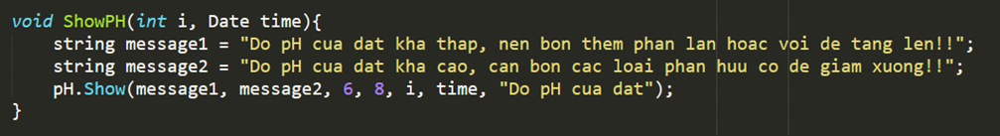 void ShowPH(int i, Date time){
    string message1 = "Do pH cua dat kha thap, nen bon them phan lan hoac voi de tang len!!";
    string message2 = "Do pH cua dat kha cao, can bon cac loai phan huu co de giam xuong!!";
    pH.Show(message1, message2, 6, 8, i, time, "Do pH cua dat");
}